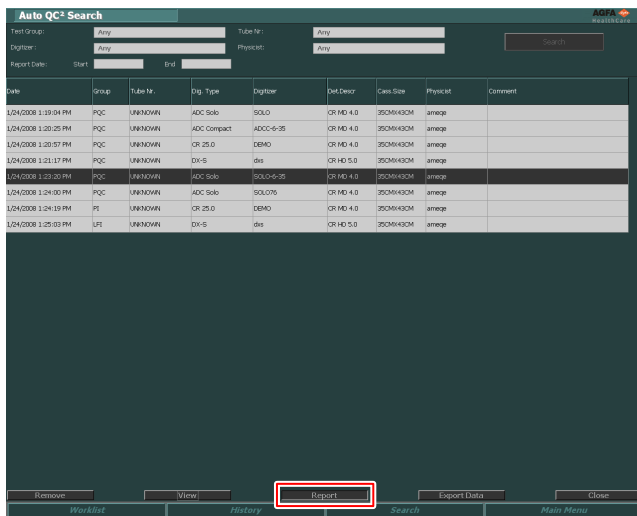 Auto QC² Search
AGFA
HealthCare
Test Group: Any Tube Nr: Any
Digitizer: Any Physicist: Any
Search
Report Date: Start End
Date Group Tube Nr. Dig. Type Digitizer Det.Descr Cass.Size Physicist Comment
1/24/2008 1:19:04 PM PQC UNKNOWN ADC Solo SOLO CR MD 4.0 35CMX43CM ameqe
1/24/2008 1:20:25 PM PQC UNKNOWN ADC Compact ADCC-6-35 CR MD 4.0 35CMX43CM ameqe
1/24/2008 1:20:57 PM PQC UNKNOWN CR 25.0 DEMO CR MD 4.0 35CMX43CM ameqe
1/24/2008 1:21:17 PM PQC UNKNOWN DX-S dxs CR HD 5.0 35CMX43CM ameqe
1/24/2008 1:23:20 PM PQC UNKNOWN ADC Solo SOLO-6-35 CR MD 4.0 35CMX43CM ameqe
1/24/2008 1:24:00 PM PQC UNKNOWN ADC Solo SOLO76 CR MD 4.0 35CMX43CM ameqe
1/24/2008 1:24:19 PM PI UNKNOWN CR 25.0 DEMO CR MD 4.0 35CMX43CM ameqe
1/24/2008 1:25:03 PM LFI UNKNOWN DX-S dxs CR HD 5.0 35CMX43CM ameqe
Remove View Report Export Data Close
Worklist History Search Main Menu